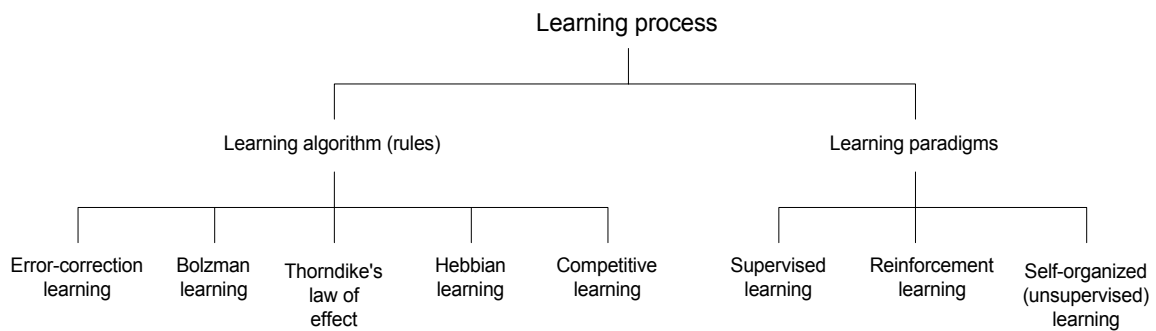 Learning process
Learning algorithm (rules)
Learning paradigms
Error-correction
learning
Bolzman
learning
Thorndike's
law of
effect
Hebbian
learning
Competitive
learning
Supervised
learning
Reinforcement
learning
Self-organized
(unsupervised)
learning